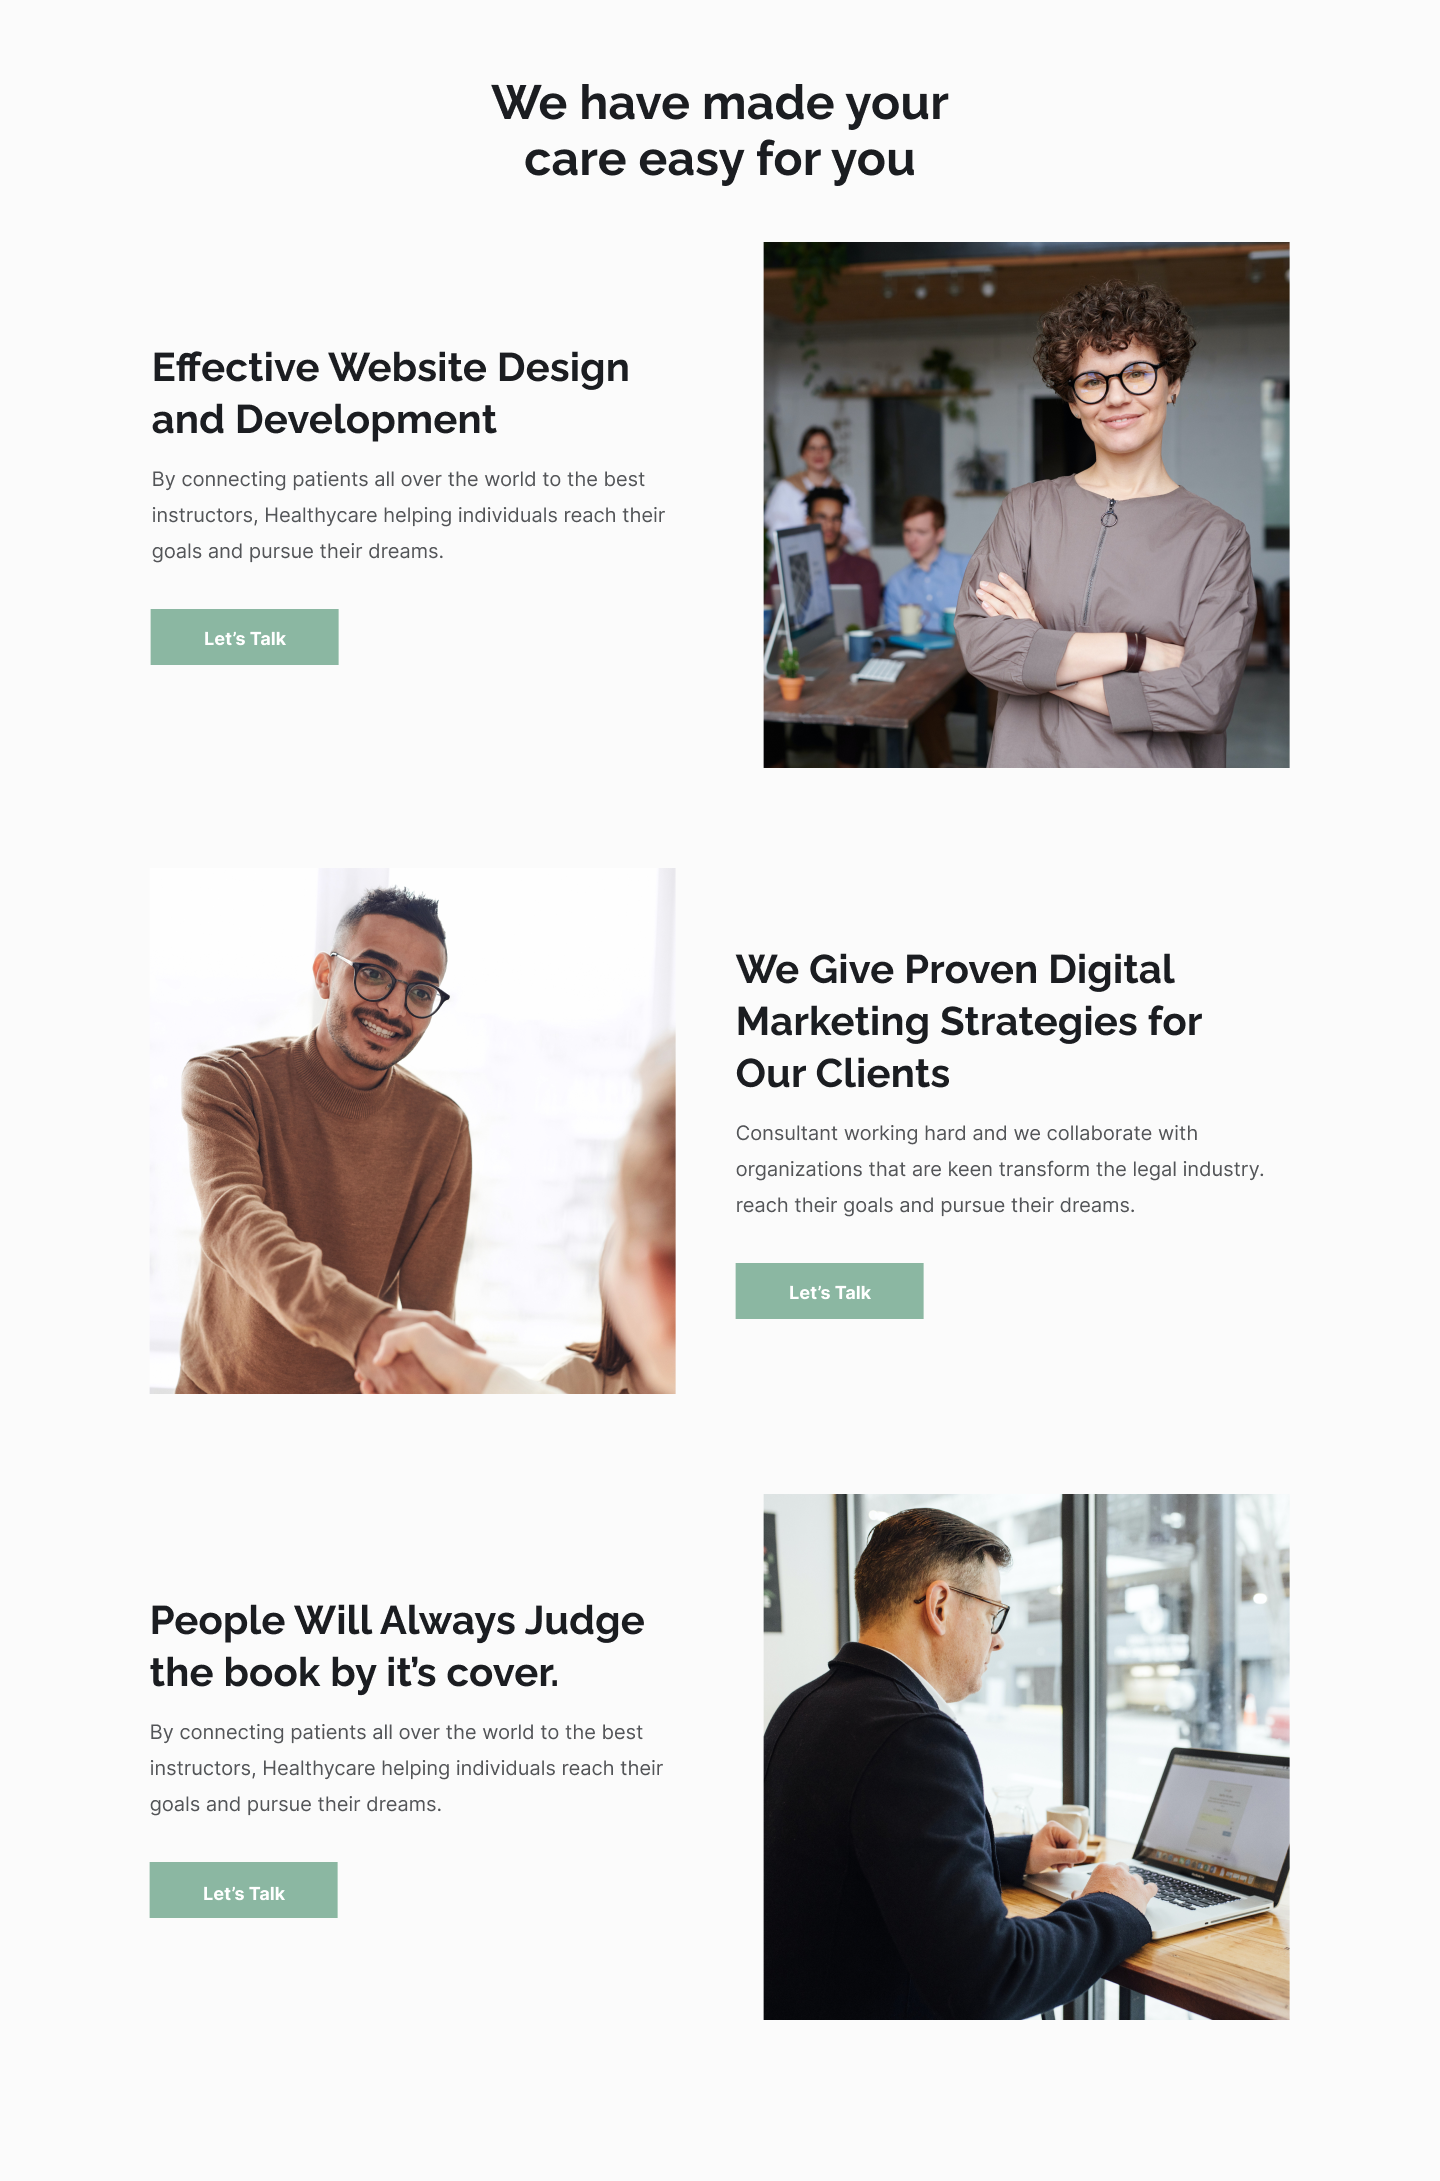 We have made your
care easy for you
Effective Website Design
and Development
By connecting patients all over the world to the best
instructors, Healthycare helping individuals reach their
goals and pursue their dreams.
Let’s Talk
We Give Proven Digital
Marketing Strategies for
Our Clients
Consultant working hard and we collaborate with
organizations that are keen transform the legal industry.
reach their goals and pursue their dreams.
Let’s Talk
People Will Always Judge
the book by it’s cover.
By connecting patients all over the world to the best
instructors, Healthycare helping individuals reach their
goals and pursue their dreams.
Let’s Talk